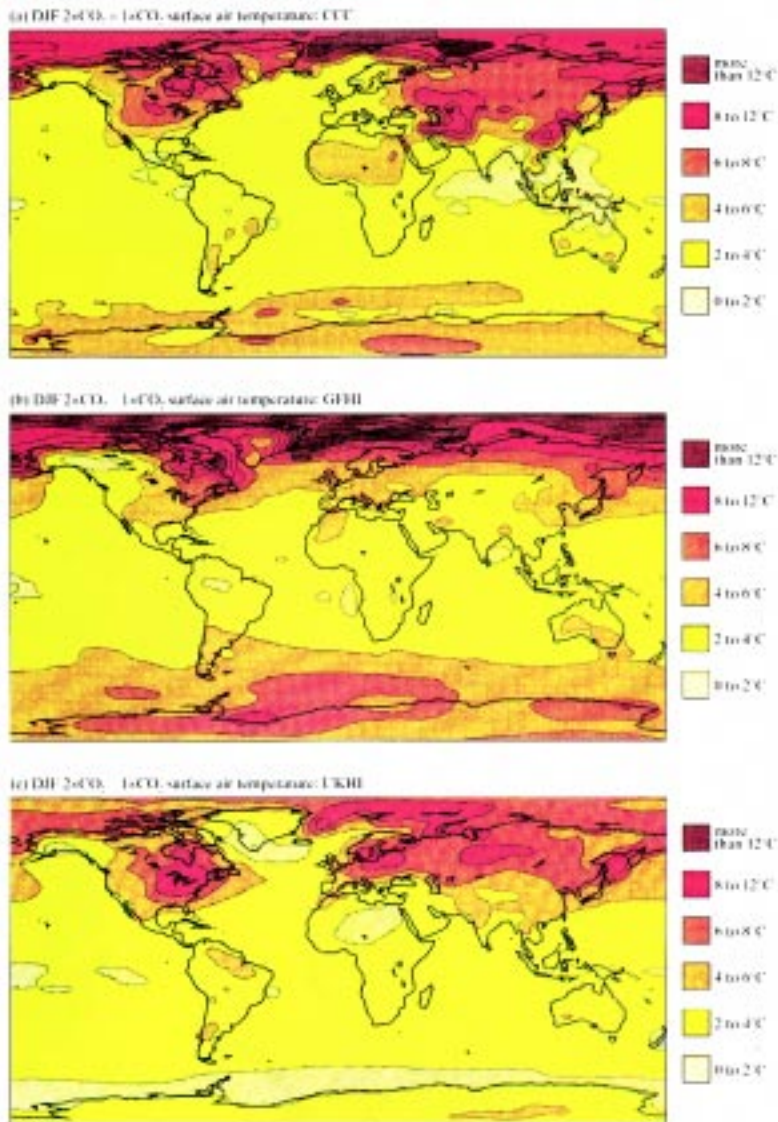 (a) DJF 2×CO₂ – 1×CO₂ surface air temperature: CCC
more
than 12°C
8 to 12°C
6 to 8°C
4 to 6°C
2 to 4°C
0 to 2°C
(b) DJF 2×CO₂ 1×CO₂ surface air temperature: GFHI
more
than 12°C
8 to 12°C
6 to 8°C
4 to 6°C
2 to 4°C
0 to 2°C
(c) DJF 2×CO₂ 1×CO₂ surface air temperature: UKHI
more
than 12°C
8 to 12°C
6 to 8°C
4 to 6°C
2 to 4°C
0 to 2°C